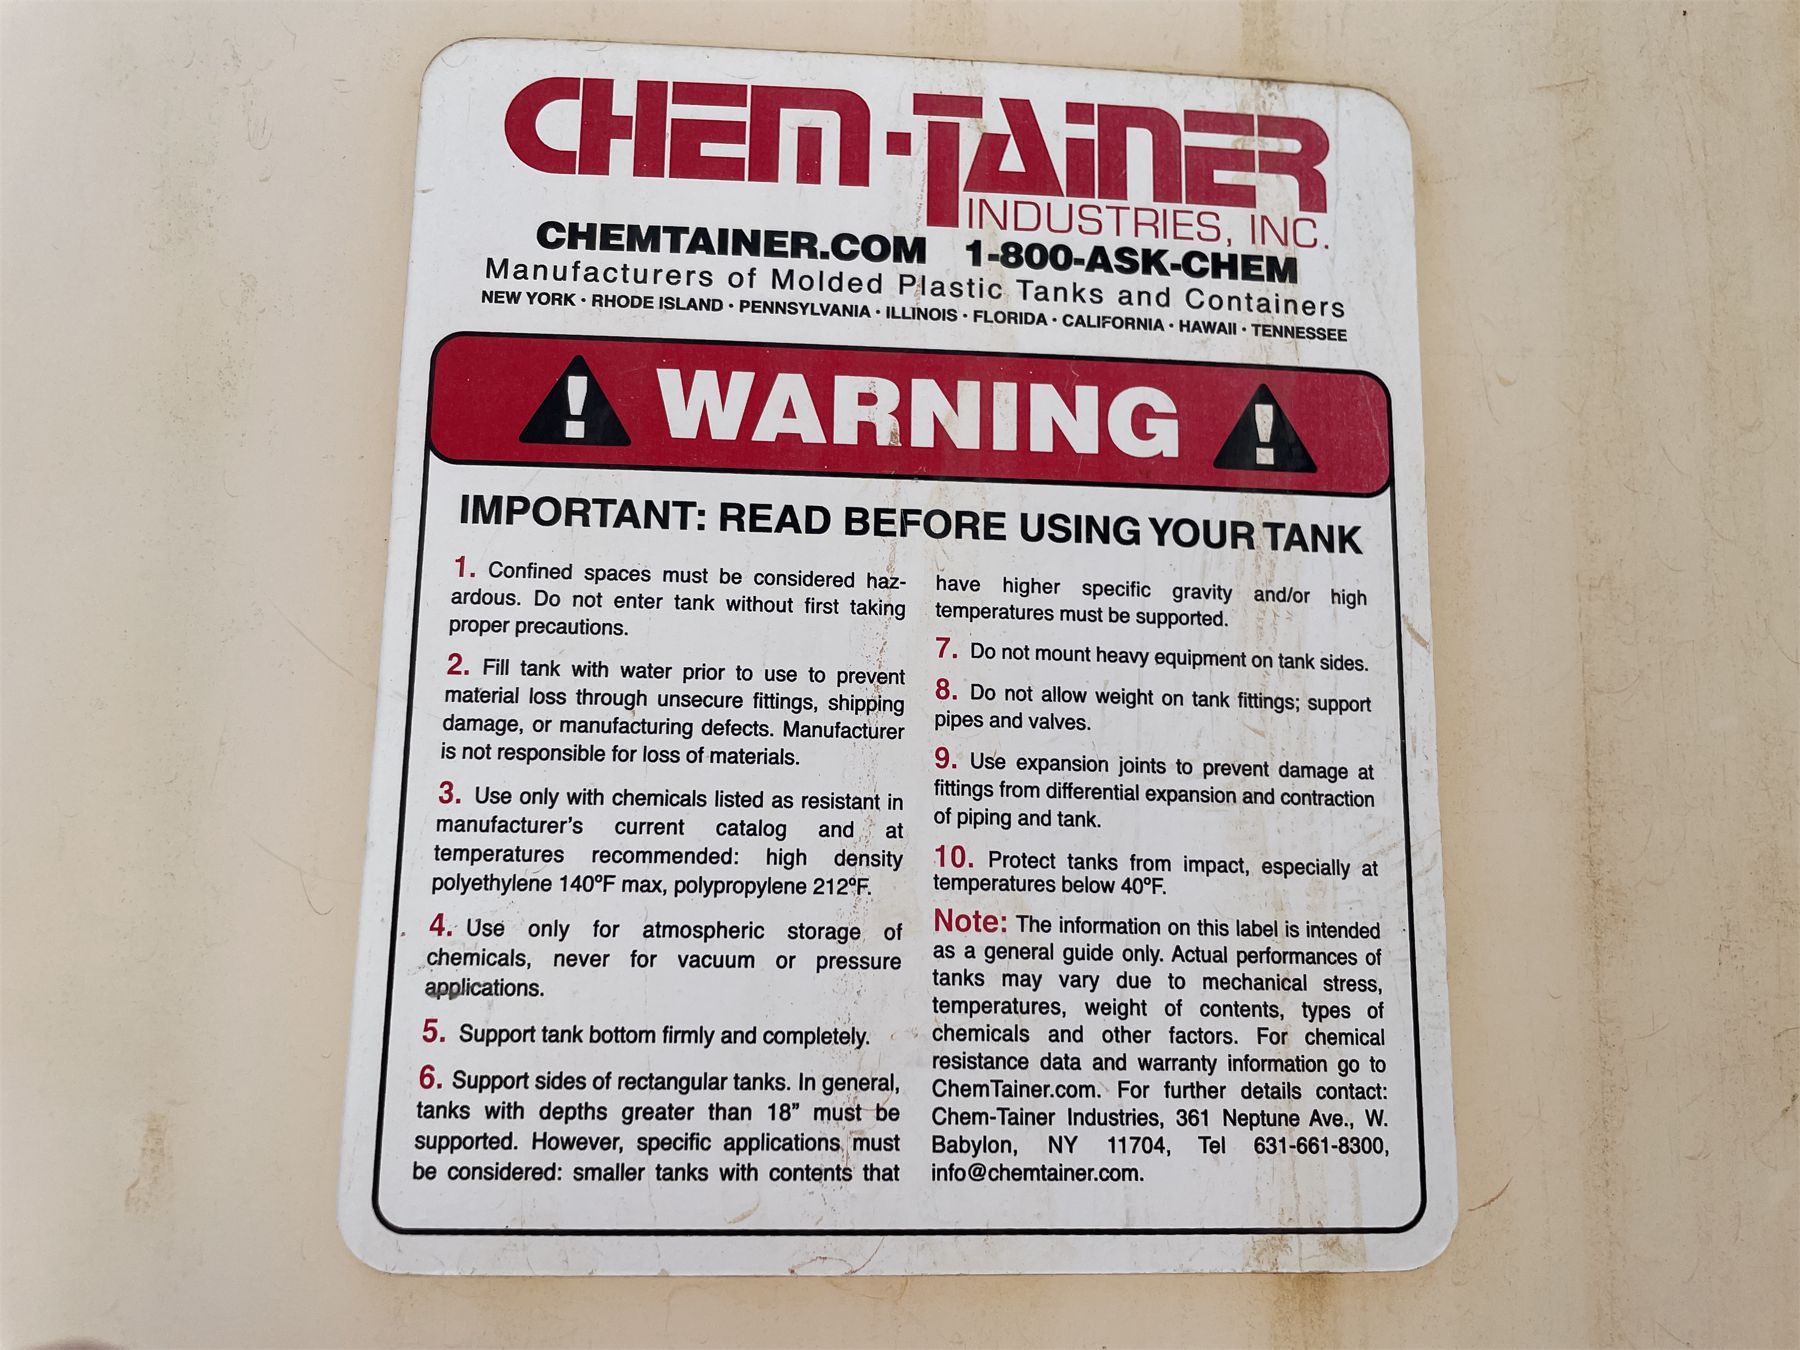 CHEM-TAINER
INDUSTRIES, INC.
CHEMTAINER.COM 1-800-ASK-CHEM
Manufacturers of Molded Plastic Tanks and Containers
NEW YORK · RHODE ISLAND · PENNSYLVANIA · ILLINOIS · FLORIDA · CALIFORNIA · HAWAII · TENNESSEE
! WARNING !
IMPORTANT: READ BEFORE USING YOUR TANK
1. Confined spaces must be considered haz-
ardous. Do not enter tank without first taking
proper precautions.
2. Fill tank with water prior to use to prevent
material loss through unsecure fittings, shipping
damage, or manufacturing defects. Manufacturer
is not responsible for loss of materials.
3. Use only with chemicals listed as resistant in
manufacturer's current catalog and at
temperatures recommended: high density
polyethylene 140ºF max, polypropylene 212ºF.
4. Use only for atmospheric storage of
chemicals, never for vacuum or pressure
applications.
5. Support tank bottom firmly and completely.
6. Support sides of rectangular tanks. In general,
tanks with depths greater than 18” must be
supported. However, specific applications must
be considered: smaller tanks with contents that
have higher specific gravity and/or high
temperatures must be supported.
7. Do not mount heavy equipment on tank sides.
8. Do not allow weight on tank fittings; support
pipes and valves.
9. Use expansion joints to prevent damage at
fittings from differential expansion and contraction
of piping and tank.
10. Protect tanks from impact, especially at
temperatures below 40ºF.
Note: The information on this label is intended
as a general guide only. Actual performances of
tanks may vary due to mechanical stress,
temperatures, weight of contents, types of
chemicals and other factors. For chemical
resistance data and warranty information go to
ChemTainer.com. For further details contact:
Chem-Tainer Industries, 361 Neptune Ave., W.
Babylon, NY 11704, Tel 631-661-8300,
info@chemtainer.com.